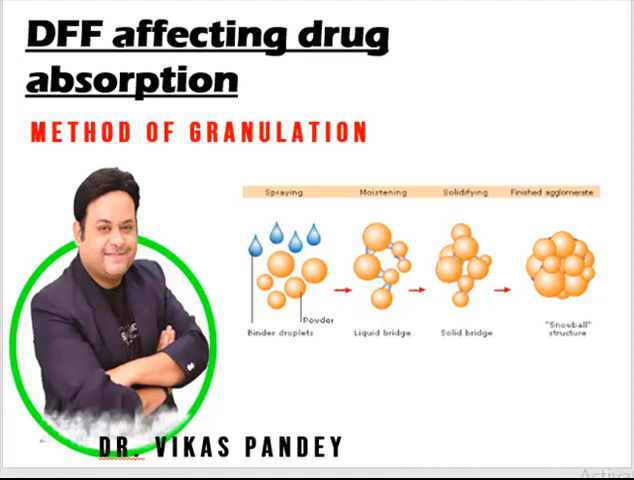 DFF affecting drug
absorption
METHOD OF GRANULATION
Spraying Moistening Solidifying Finished agglomerate
Powder
Binder droplets Liquid bridge Solid bridge "Snowball"
structure
DR. VIKAS PANDEY